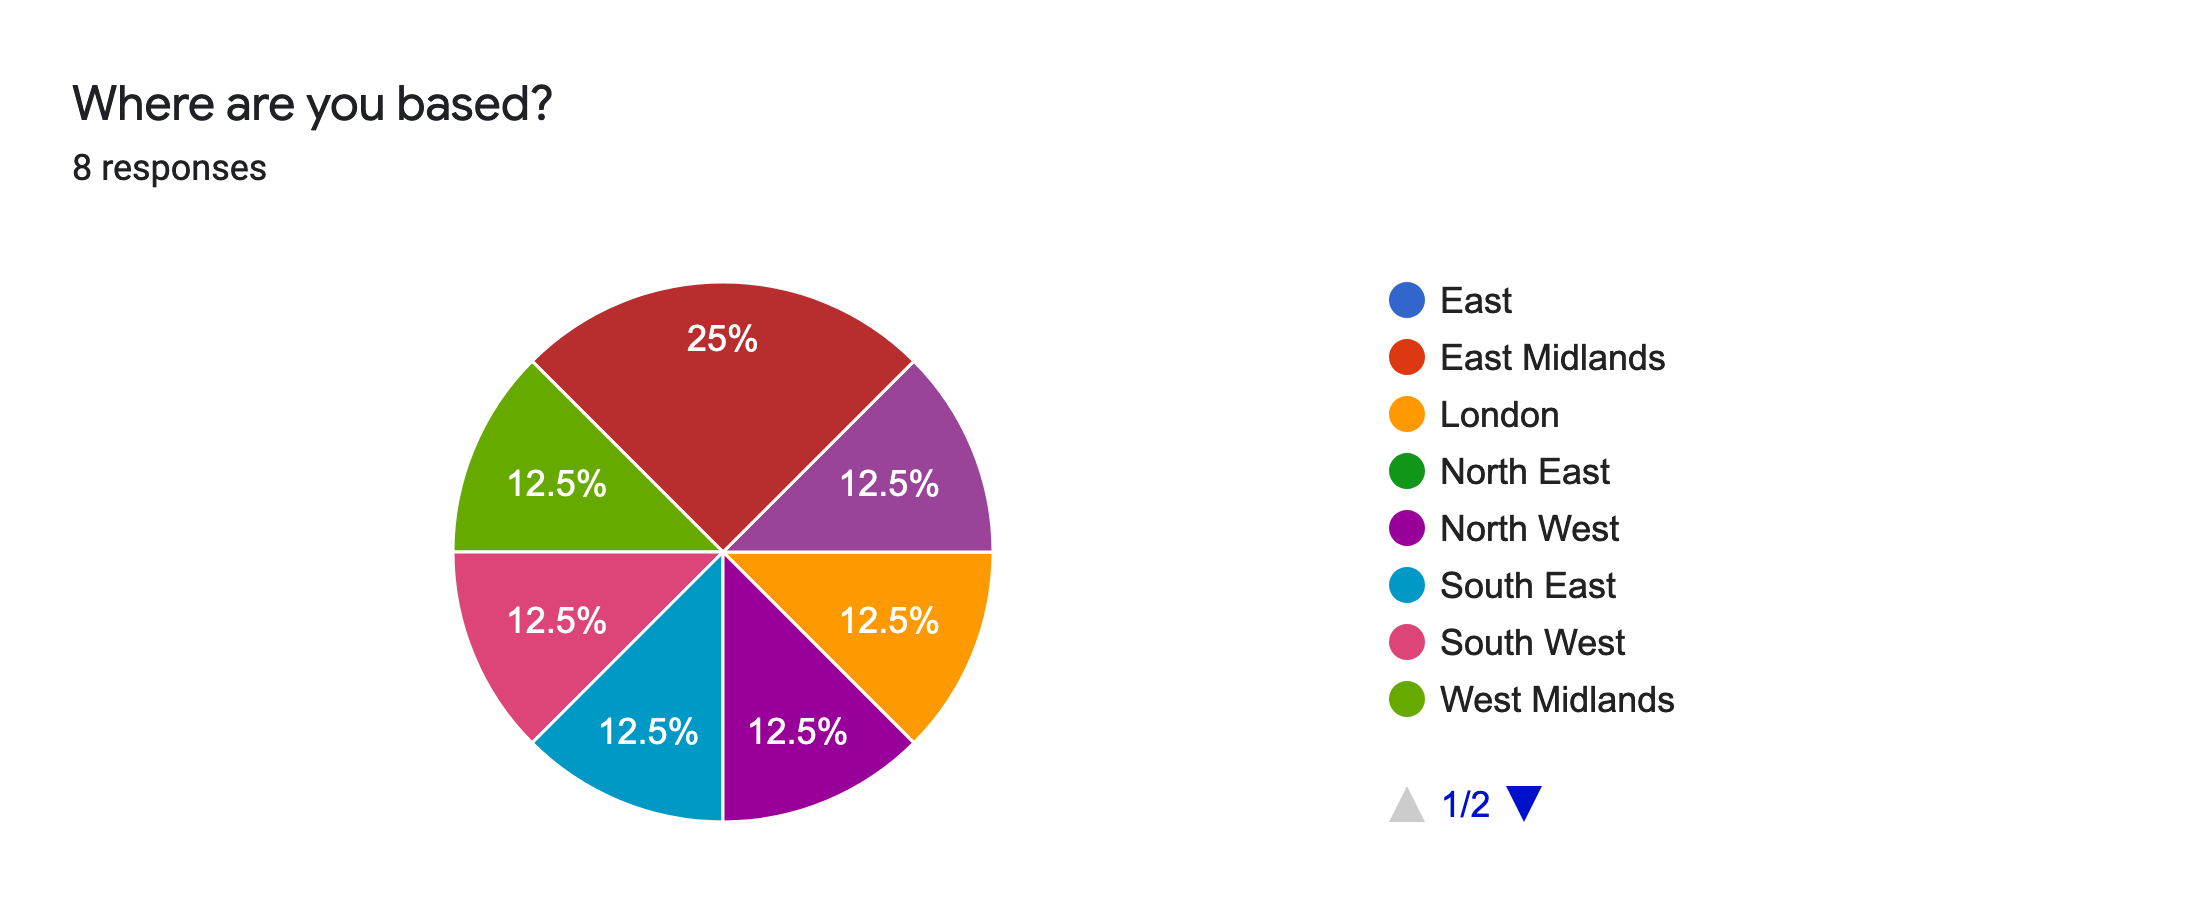 Where are you based?
8 responses
25%
12.5%
12.5%
12.5%
12.5%
12.5%
12.5%
East
East Midlands
London
North East
North West
South East
South West
West Midlands
1/2